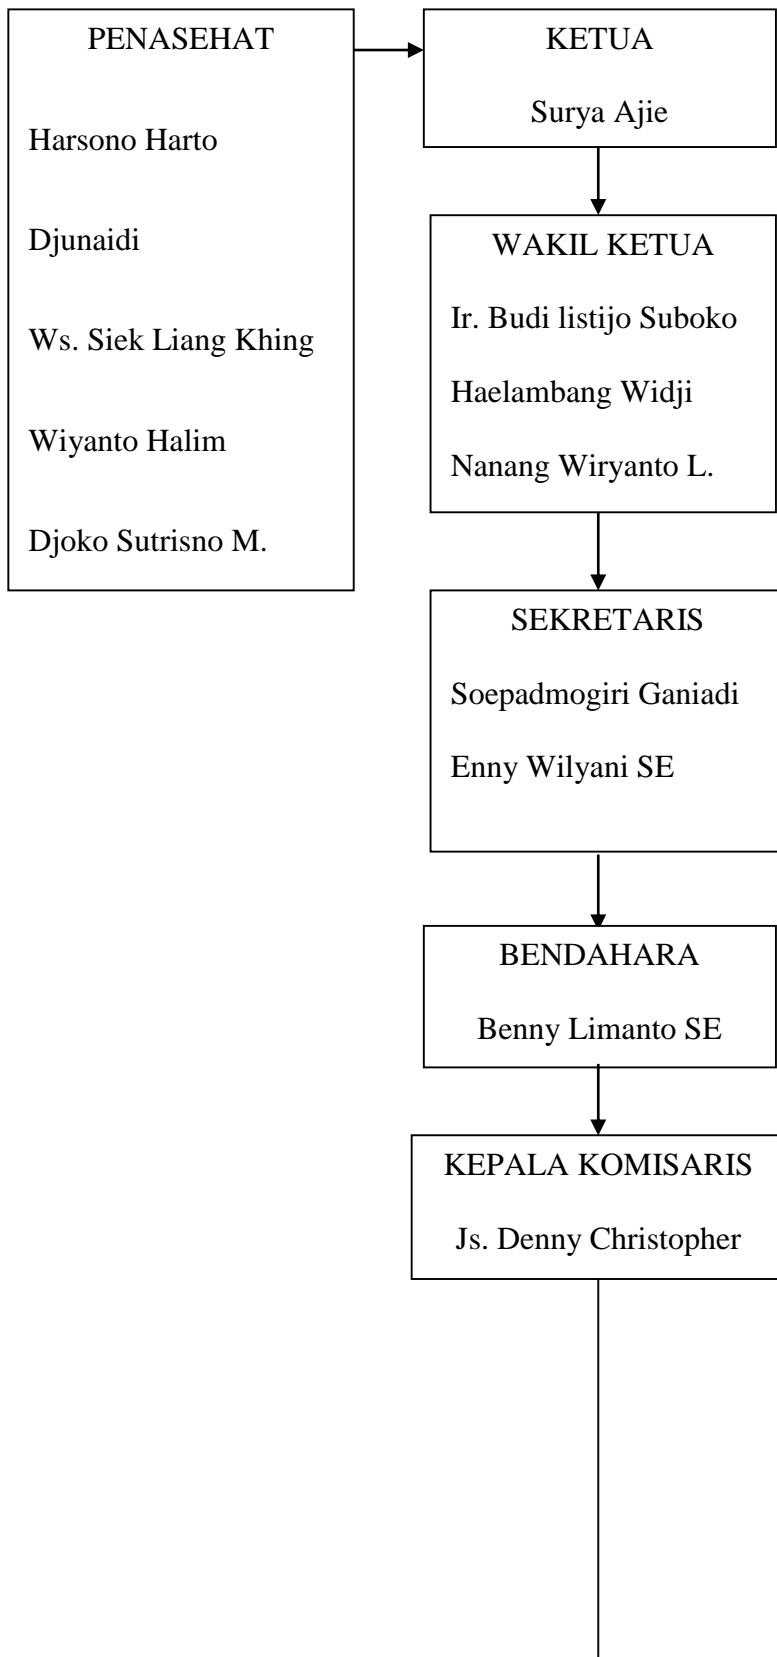 PENASEHAT
Harsono Harto
Djunaidi
Ws. Siek Liang Khing
Wiyanto Halim
Djoko Sutrisno M.
KETUA
Surya Ajie
WAKIL KETUA
Ir. Budi listijo Suboko
Haelambang Widji
Nanang Wiryanto L.
SEKRETARIS
Soepadmogiri Ganiadi
Enny Wilyani SE
BENDAHARA
Benny Limanto SE
KEPALA KOMISARIS
Js. Denny Christopher